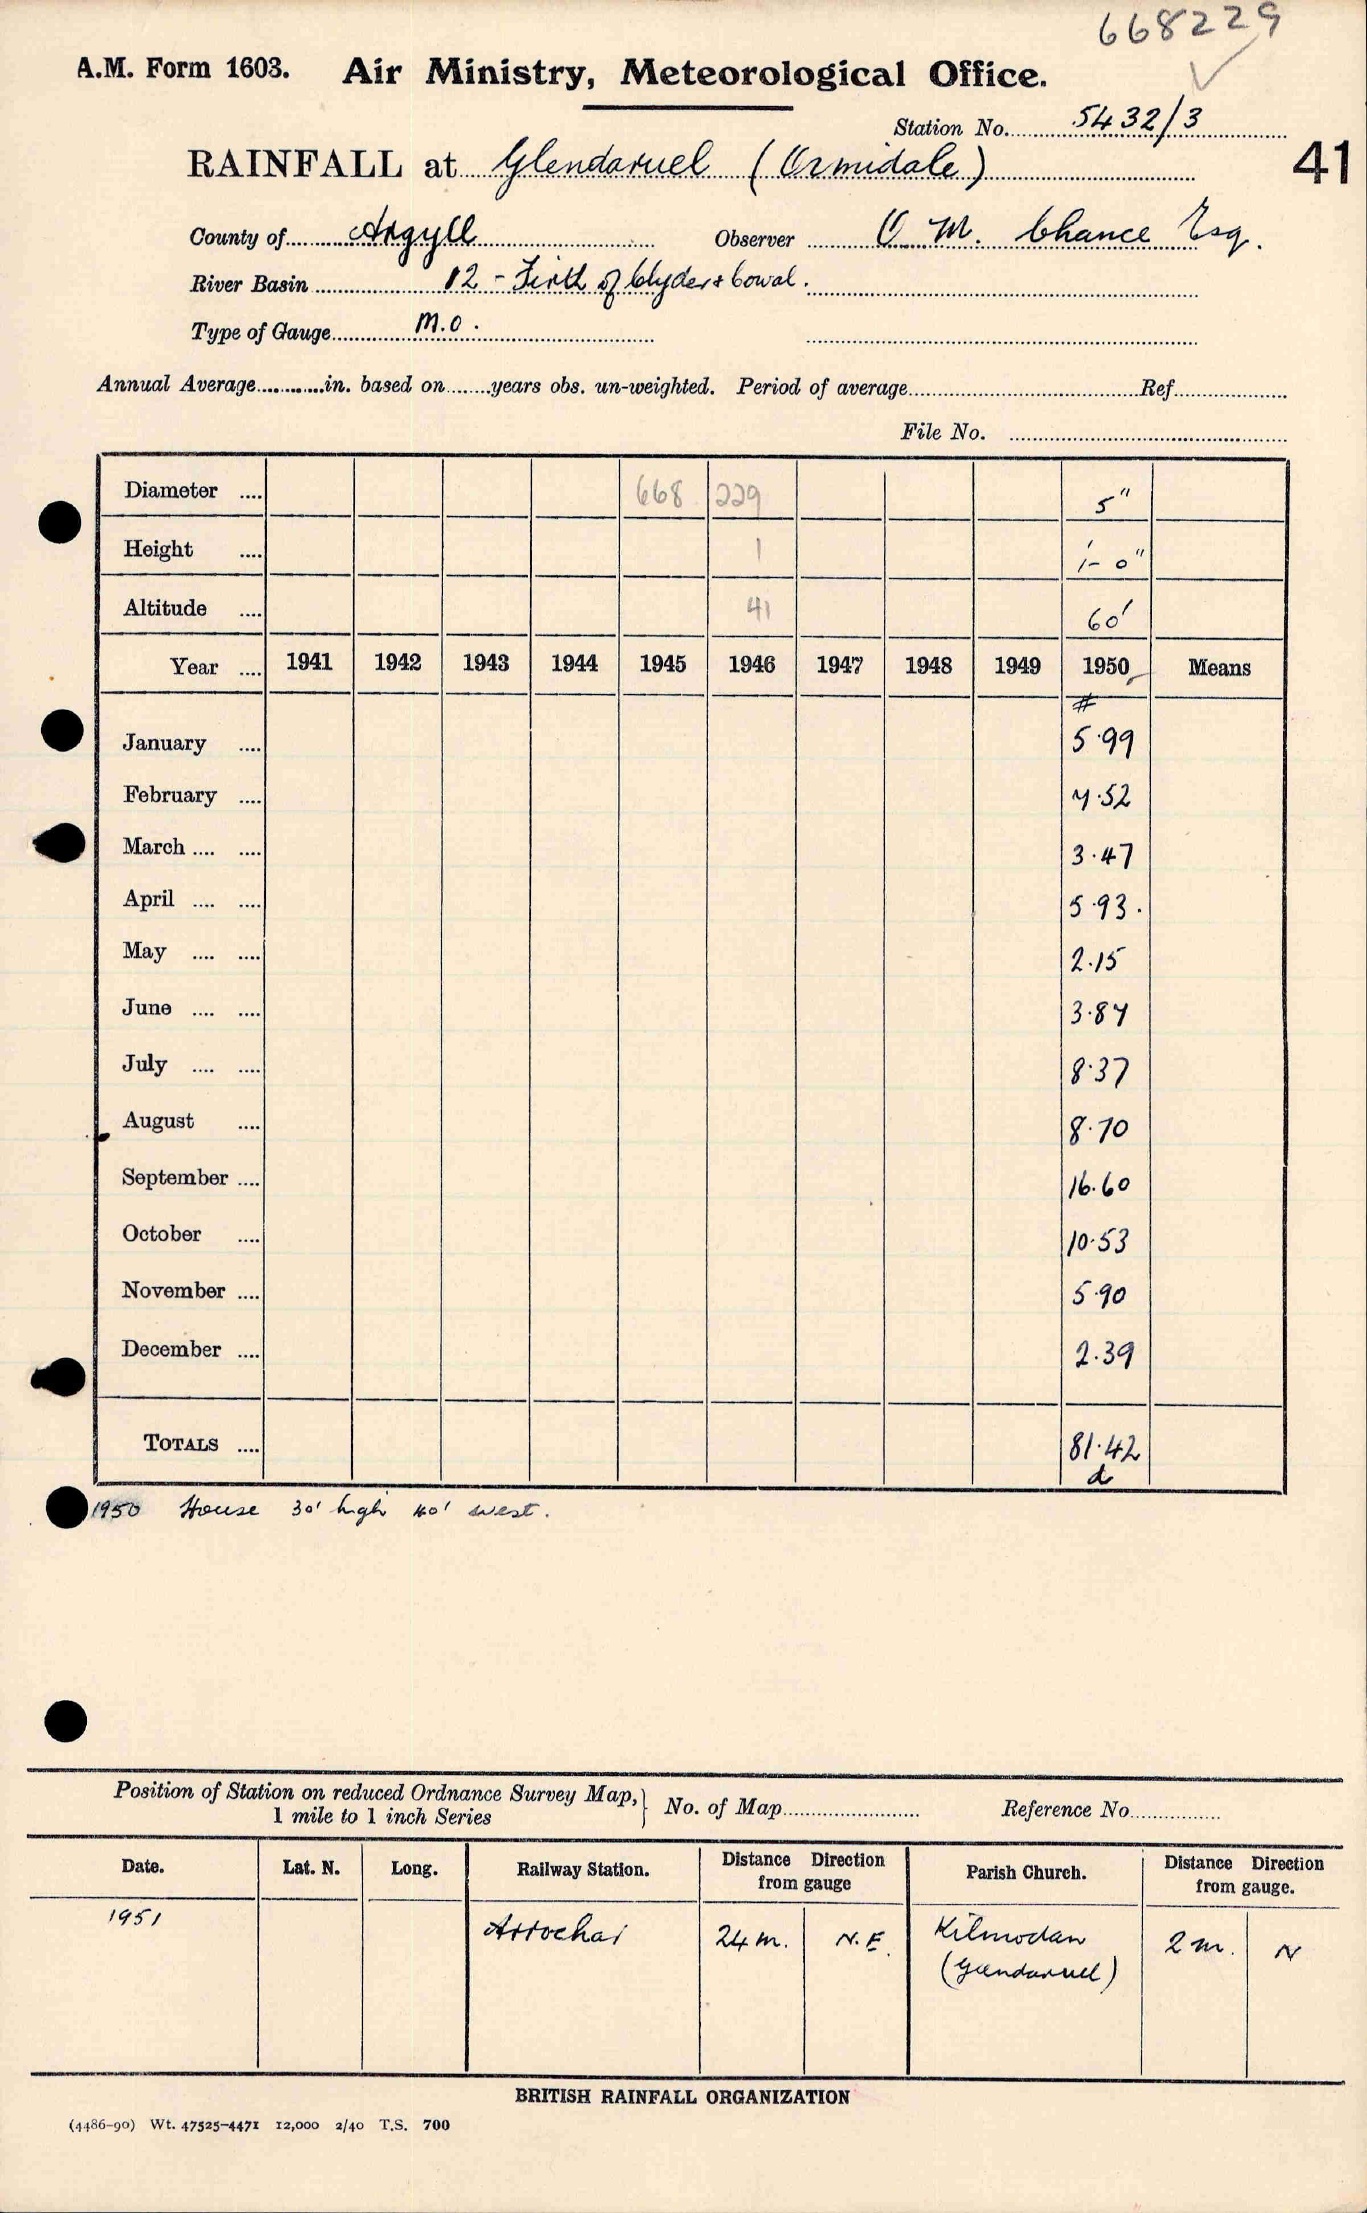 668229
A.M. Form 1603. Air Ministry, Meteorological Office.
Station No. 5432/3
RAINFALL at Glendaruel (Ormidale)
41
County of Argyll Observer O. M. Chance Esq.
River Basin 12 - Firth of Clyde & Cowal.
Type of Gauge M.O.
Annual Average in. based on years obs. un-weighted. Period of average Ref
File No.
Diameter 668 229 5"
Height 1 1'-0"
Altitude 41 60'
Year 1941 1942 1943 1944 1945 1946 1947 1948 1949 1950 Means
#
January 5.99
February 7.52
March 3.47
April 5.93.
May 2.15
June 3.87
July 8.37
August 8.70
September 16.60
October 10.53
November 5.90
December 2.39
TOTALS 81.42
d
1950 House 30' high 40' west.
Position of Station on reduced Ordnance Survey Map, 1 mile to 1 inch Series } No. of Map Reference No.
Date. Lat. N. Long. Railway Station. Distance Direction from gauge Parish Church. Distance Direction from gauge.
1951 Arrochar 24 m. N.E. Kilmodan 2 m. N
(Glendaruel)
BRITISH RAINFALL ORGANIZATION
(4486-90) Wt. 47525-4471 12,000 2/40 T.S. 700